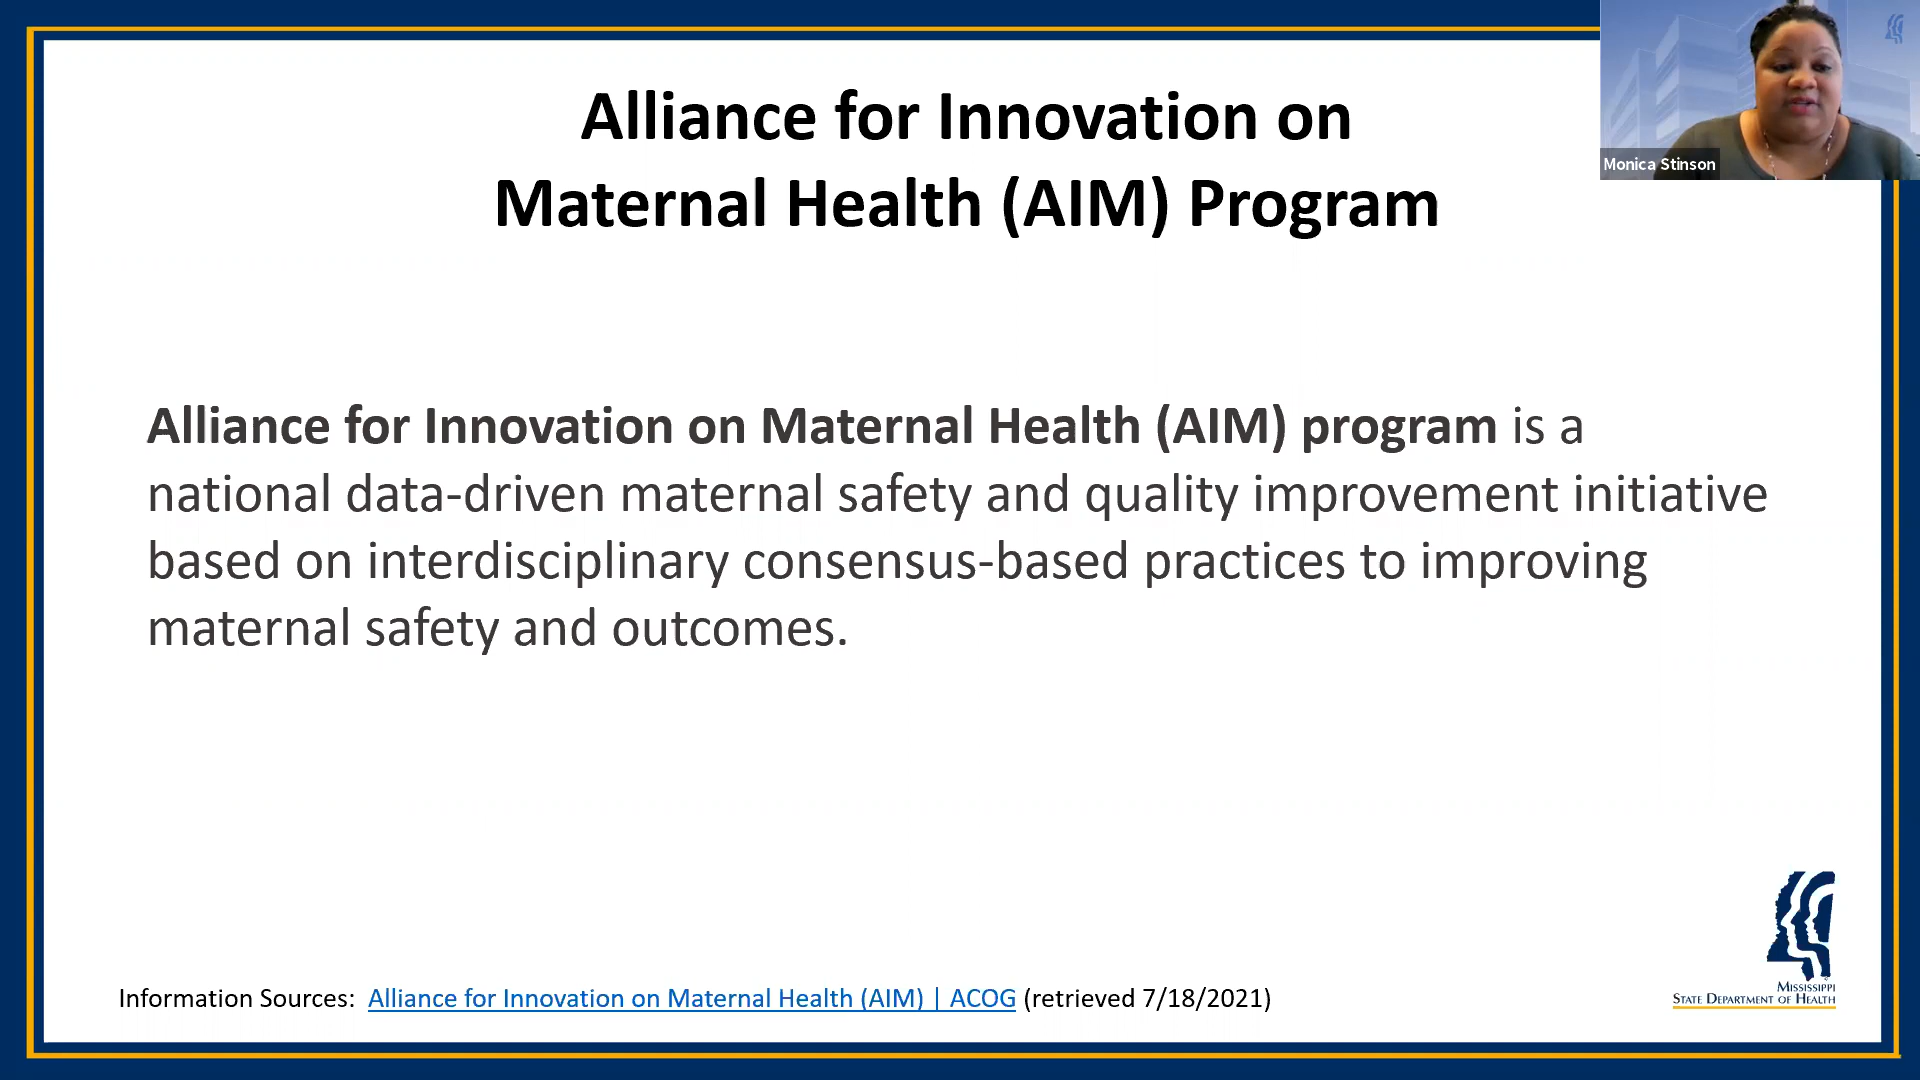 Alliance for Innovation on
Maternal Health (AIM) Program
Monica Stinson
Alliance for Innovation on Maternal Health (AIM) program is a
national data-driven maternal safety and quality improvement initiative
based on interdisciplinary consensus-based practices to improving
maternal safety and outcomes.
Information Sources: Alliance for Innovation on Maternal Health (AIM) | ACOG (retrieved 7/18/2021)
MISSISSIPPI
STATE DEPARTMENT OF HEALTH